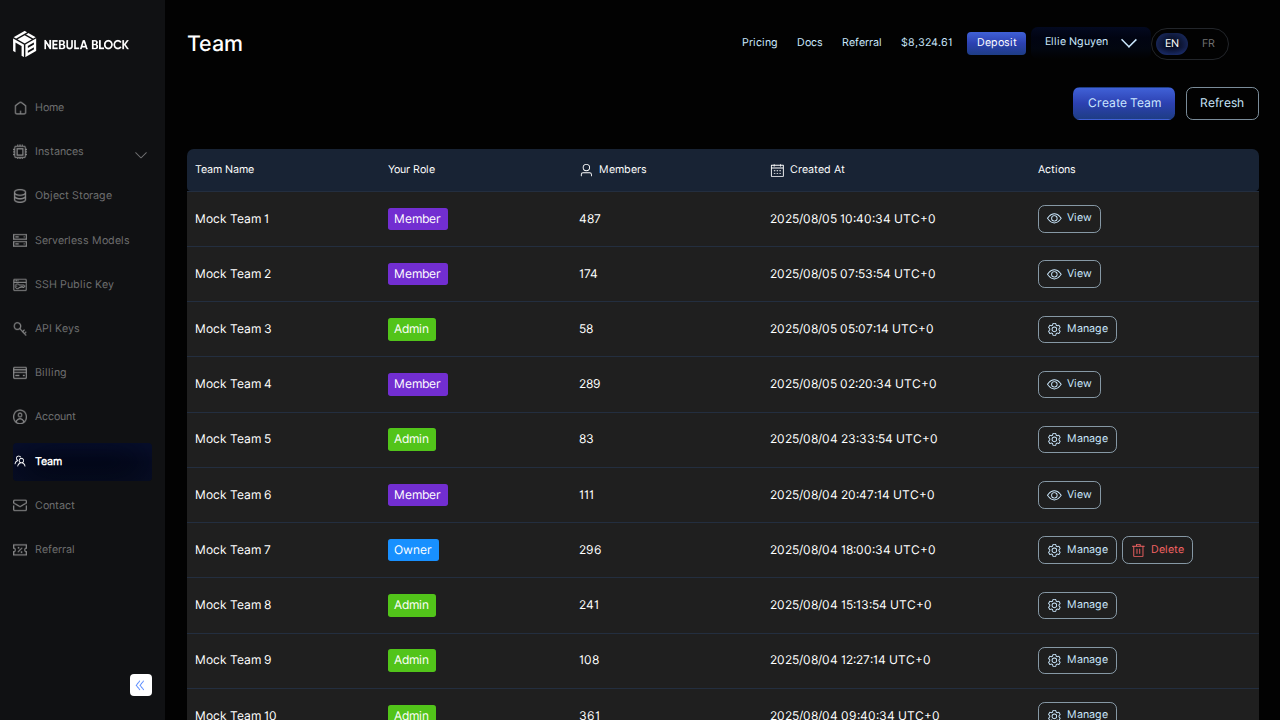 NEBULA BLOCK
Team
Pricing Docs Referral $8,324.61 Deposit Ellie Nguyen EN FR
Home
Instances
Object Storage
Serverless Models
SSH Public Key
API Keys
Billing
Account
Team
Contact
Referral
Create Team Refresh
Team Name Your Role Members Created At Actions
Mock Team 1 Member 487 2025/08/05 10:40:34 UTC+0 View
Mock Team 2 Member 174 2025/08/05 07:53:54 UTC+0 View
Mock Team 3 Admin 58 2025/08/05 05:07:14 UTC+0 Manage
Mock Team 4 Member 289 2025/08/05 02:20:34 UTC+0 View
Mock Team 5 Admin 83 2025/08/04 23:33:54 UTC+0 Manage
Mock Team 6 Member 111 2025/08/04 20:47:14 UTC+0 View
Mock Team 7 Owner 296 2025/08/04 18:00:34 UTC+0 Manage Delete
Mock Team 8 Admin 241 2025/08/04 15:13:54 UTC+0 Manage
Mock Team 9 Admin 108 2025/08/04 12:27:14 UTC+0 Manage
Mock Team 10 Admin 361 2025/08/04 09:40:34 UTC+0 Manage